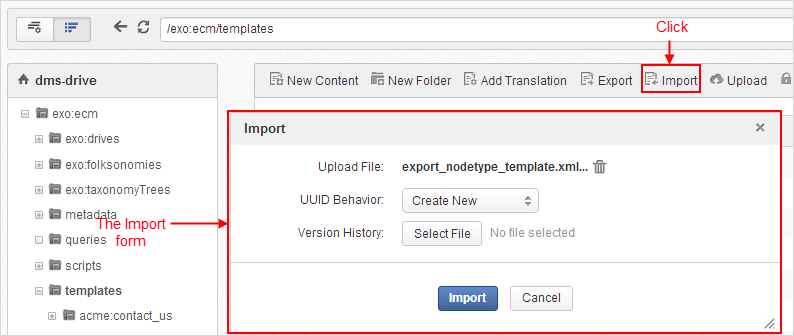 Click
/exo:ecm/templates
dms-drive
New Content New Folder Add Translation Export Import Upload
exo:ecm
exo:drives
exo:folksonomies
exo:taxonomyTrees
metadata
queries
scripts
templates
acme:contact_us
The Import
form
Import
Upload File: export_nodetype_template.xml...
UUID Behavior: Create New
Version History: Select File No file selected
Import Cancel